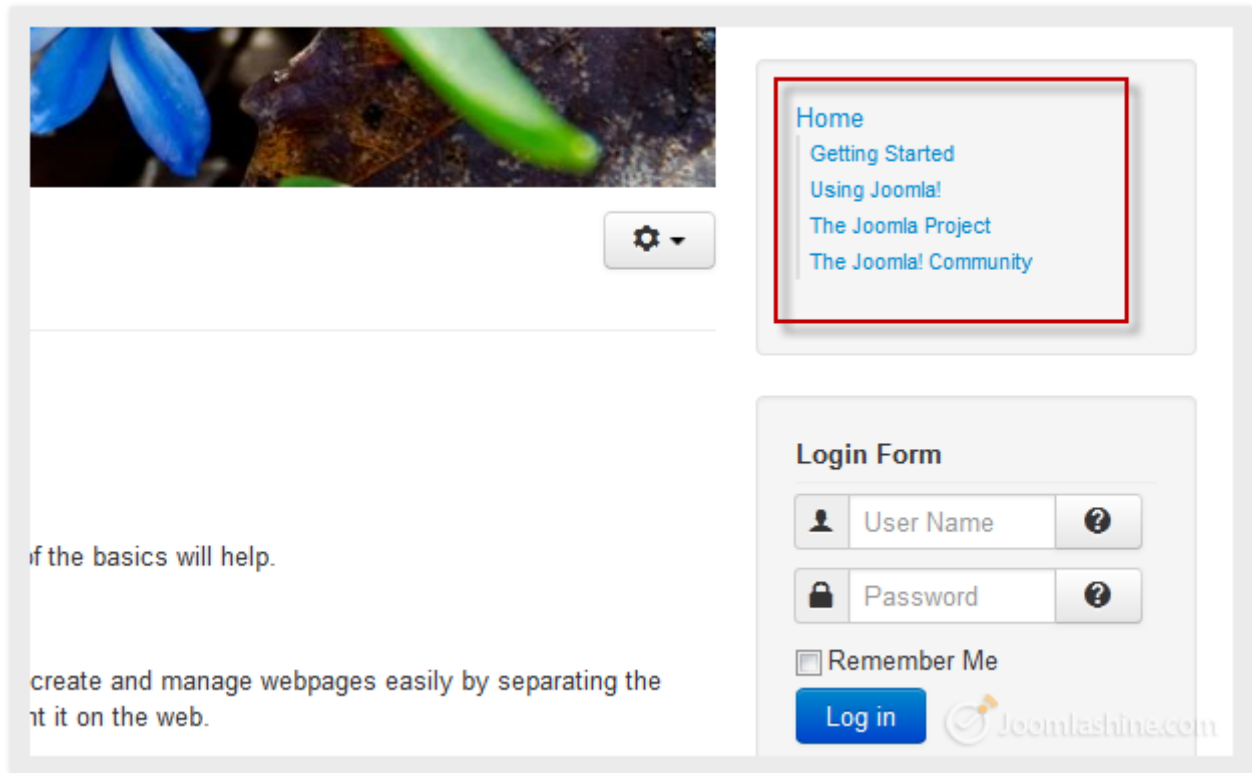 Home
Getting Started
Using Joomla!
The Joomla Project
The Joomla! Community
Login Form
User Name
Password
Remember Me
Log in
of the basics will help.
create and manage webpages easily by separating the
it on the web.
Joomlashine.com